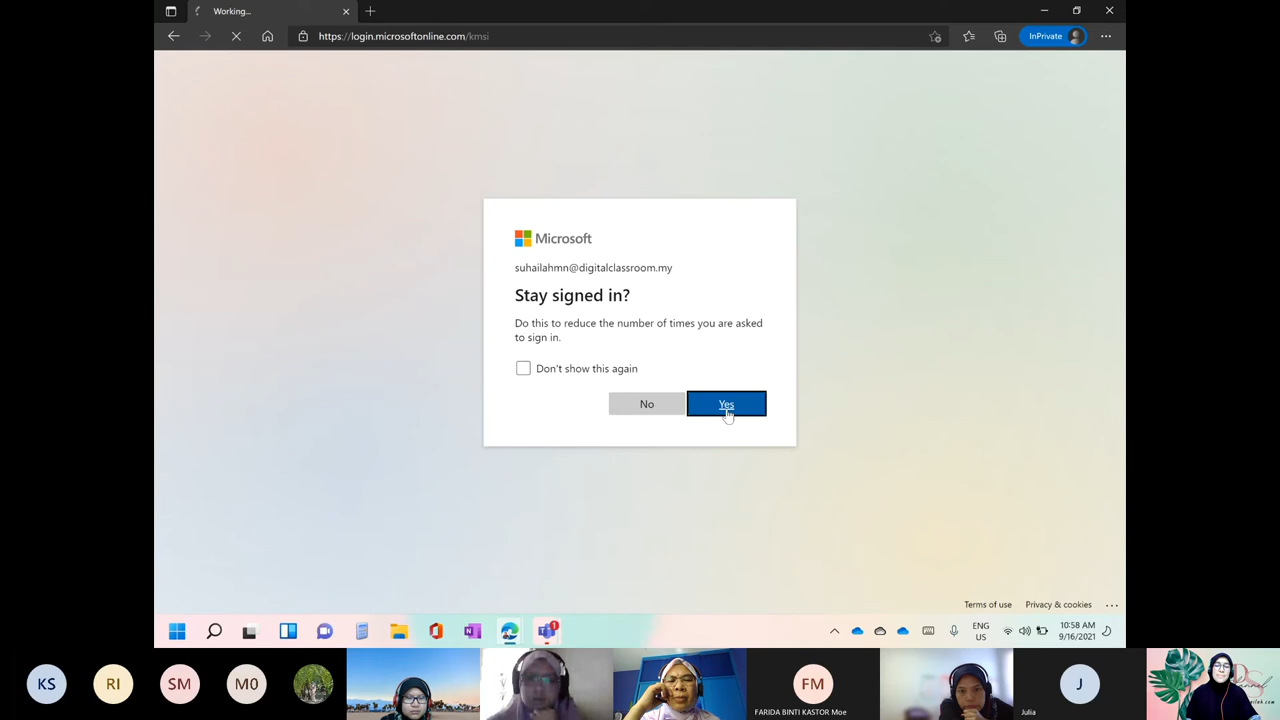 Working...
https://login.microsoftonline.com/kmsi
InPrivate
Microsoft
suhailahmn@digitalclassroom.my
Stay signed in?
Do this to reduce the number of times you are asked
to sign in.
Don't show this again
No
Yes
Terms of use
Privacy & cookies
ENG
US
10:58 AM
9/16/2021
1
KS
RI
SM
M0
FM
FARIDA BINTI KASTOR Moe
J
Julia